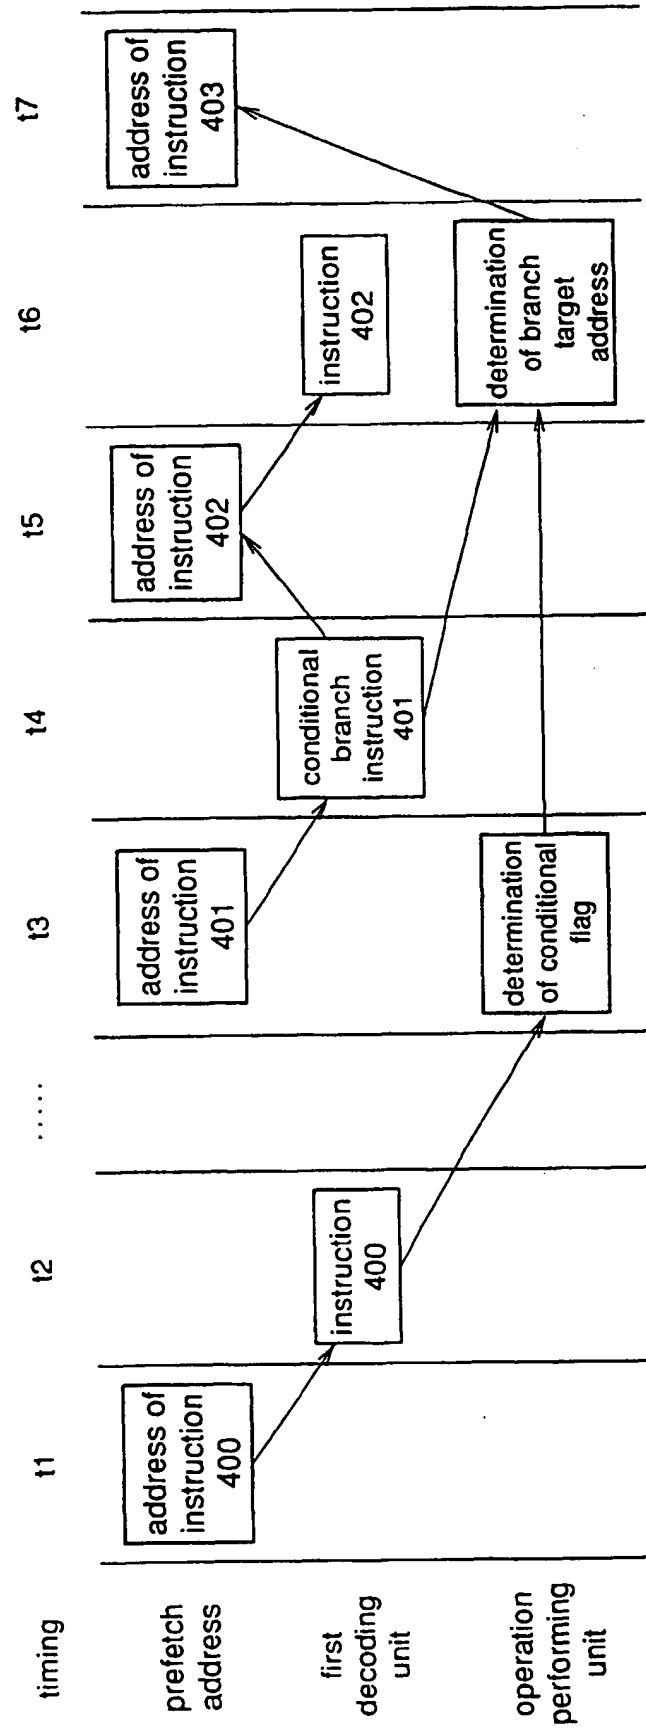 timing
t1
t2
.....
t3
t4
t5
t6
t7
prefetch
address
address of
instruction
400
address of
instruction
401
address of
instruction
402
address of
instruction
403
first
decoding
unit
instruction
400
conditional
branch
instruction
401
instruction
402
operation
performing
unit
determination
of conditional
flag
determination
of branch
target
address